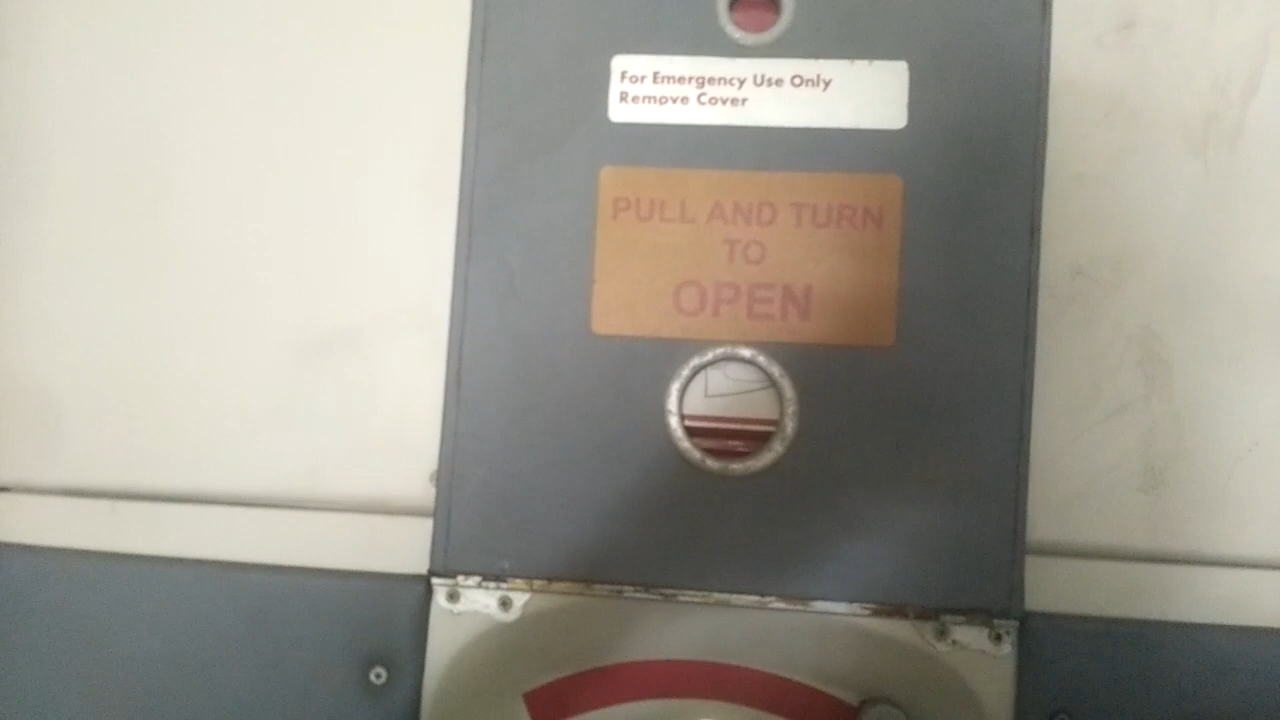 For Emergency Use Only
Remove Cover
PULL AND TURN
TO
OPEN